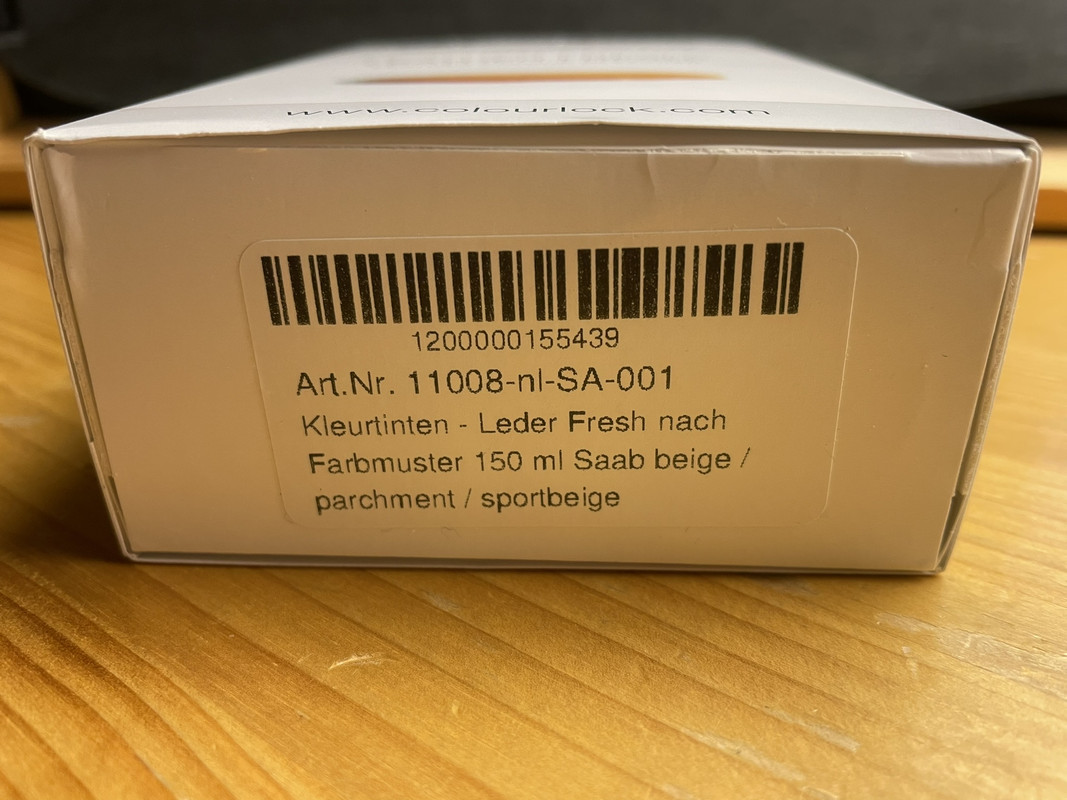 www.colourlock.com
1200000155439
Art.Nr. 11008-nl-SA-001
Kleurtinten - Leder Fresh nach
Farbmuster 150 ml Saab beige /
parchment / sportbeige